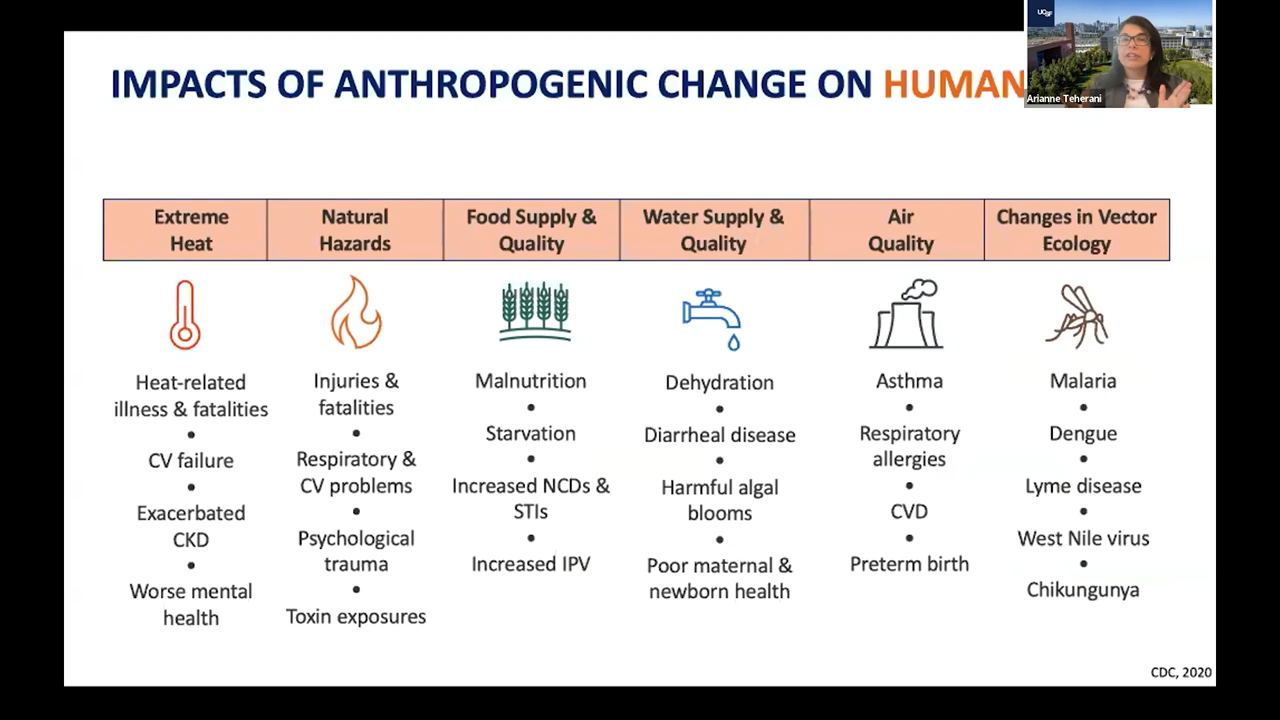 IMPACTS OF ANTHROPOGENIC CHANGE ON HUMAN
UCSF
Arianne Teherani
Extreme
Heat
Natural
Hazards
Food Supply &
Quality
Water Supply &
Quality
Air
Quality
Changes in Vector
Ecology
Heat-related
illness & fatalities
•
CV failure
•
Exacerbated
CKD
•
Worse mental
health
Injuries &
fatalities
•
Respiratory &
CV problems
•
Psychological
trauma
•
Toxin exposures
Malnutrition
•
Starvation
•
Increased NCDs &
STIs
•
Increased IPV
Dehydration
•
Diarrheal disease
•
Harmful algal
blooms
•
Poor maternal &
newborn health
Asthma
•
Respiratory
allergies
•
CVD
•
Preterm birth
Malaria
•
Dengue
•
Lyme disease
•
West Nile virus
•
Chikungunya
CDC, 2020